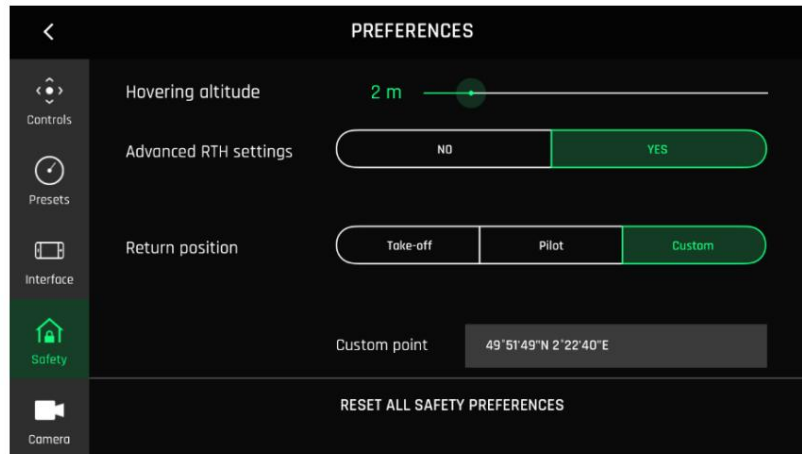 PREFERENCES
Controls
Presets
Interface
Safety
Camera
Hovering altitude 2 m
Advanced RTH settings NO YES
Return position Take-off Pilot Custom
Custom point 49°51'49"N 2°22'40"E
RESET ALL SAFETY PREFERENCES